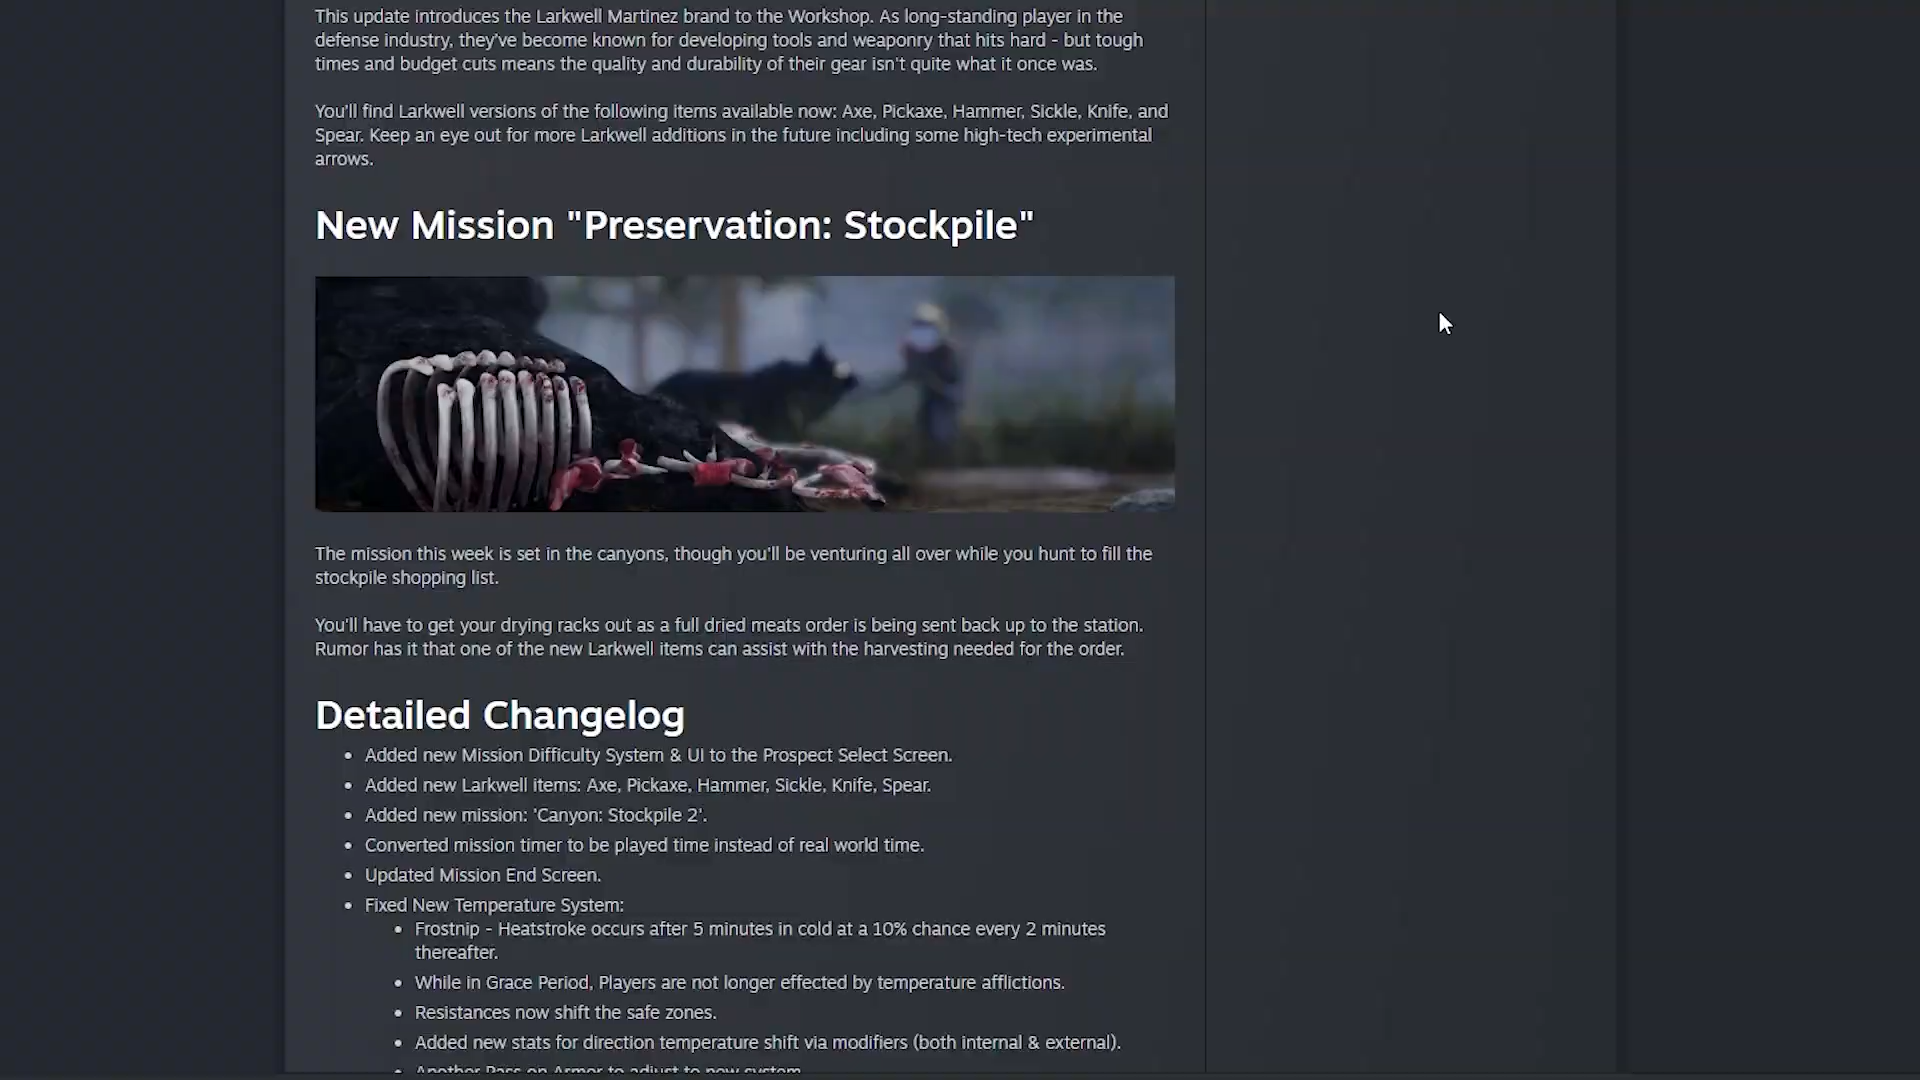 This update introduces the Larkwell Martinez brand to the Workshop. As long-standing player in the
defense industry, they've become known for developing tools and weaponry that hits hard - but tough
times and budget cuts means the quality and durability of their gear isn't quite what it once was.
You'll find Larkwell versions of the following items available now: Axe, Pickaxe, Hammer, Sickle, Knife, and
Spear. Keep an eye out for more Larkwell additions in the future including some high-tech experimental
arrows.
New Mission "Preservation: Stockpile"
The mission this week is set in the canyons, though you'll be venturing all over while you hunt to fill the
stockpile shopping list.
You'll have to get your drying racks out as a full dried meats order is being sent back up to the station.
Rumor has it that one of the new Larkwell items can assist with the harvesting needed for the order.
Detailed Changelog
• Added new Mission Difficulty System & UI to the Prospect Select Screen.
• Added new Larkwell items: Axe, Pickaxe, Hammer, Sickle, Knife, Spear.
• Added new mission: 'Canyon: Stockpile 2'.
• Converted mission timer to be played time instead of real world time.
• Updated Mission End Screen.
• Fixed New Temperature System:
• Frostnip - Heatstroke occurs after 5 minutes in cold at a 10% chance every 2 minutes
thereafter.
• While in Grace Period, Players are not longer effected by temperature afflictions.
• Resistances now shift the safe zones.
• Added new stats for direction temperature shift via modifiers (both internal & external).
• Another Pass on Armor to adjust to new system